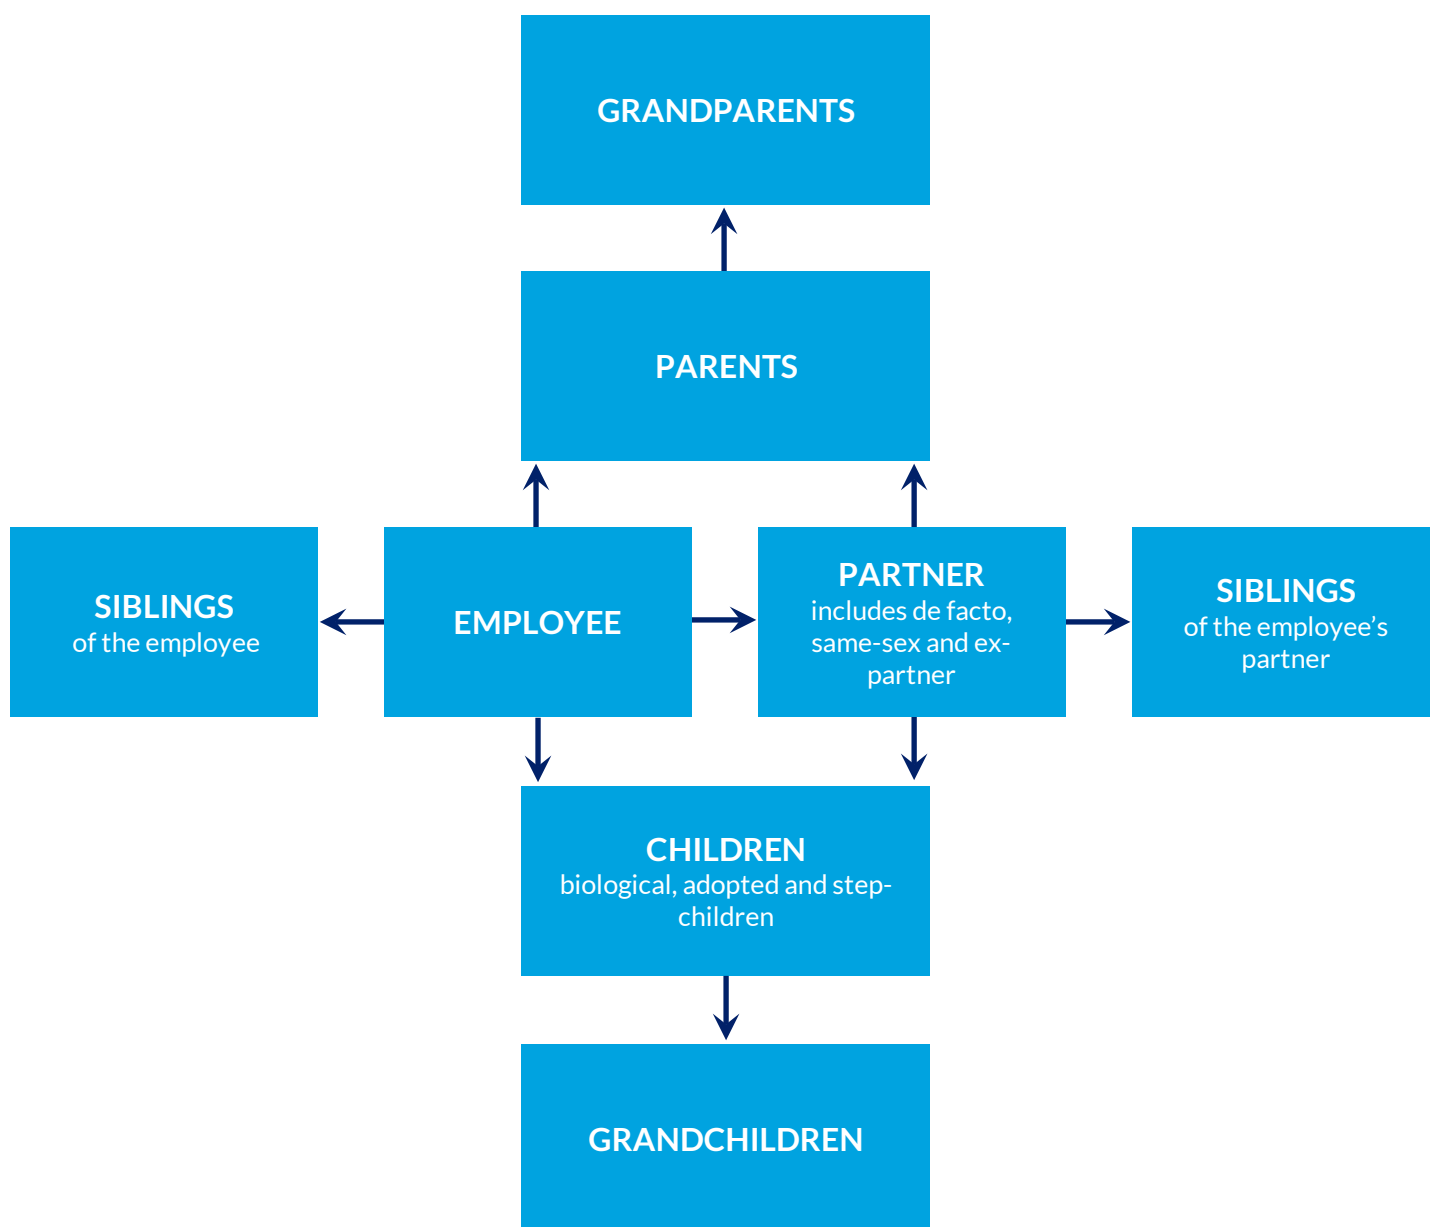 GRANDPARENTS
PARENTS
SIBLINGS
of the employee
EMPLOYEE
PARTNER
includes de facto,
same-sex and ex-
partner
SIBLINGS
of the employee’s
partner
CHILDREN
biological, adopted and step-
children
GRANDCHILDREN